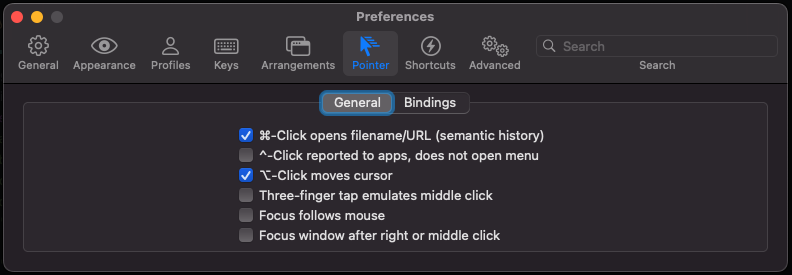 Preferences
General Appearance Profiles Keys Arrangements Pointer Shortcuts Advanced Search
Search
General Bindings
⌘-Click opens filename/URL (semantic history)
^-Click reported to apps, does not open menu
⌥-Click moves cursor
Three-finger tap emulates middle click
Focus follows mouse
Focus window after right or middle click